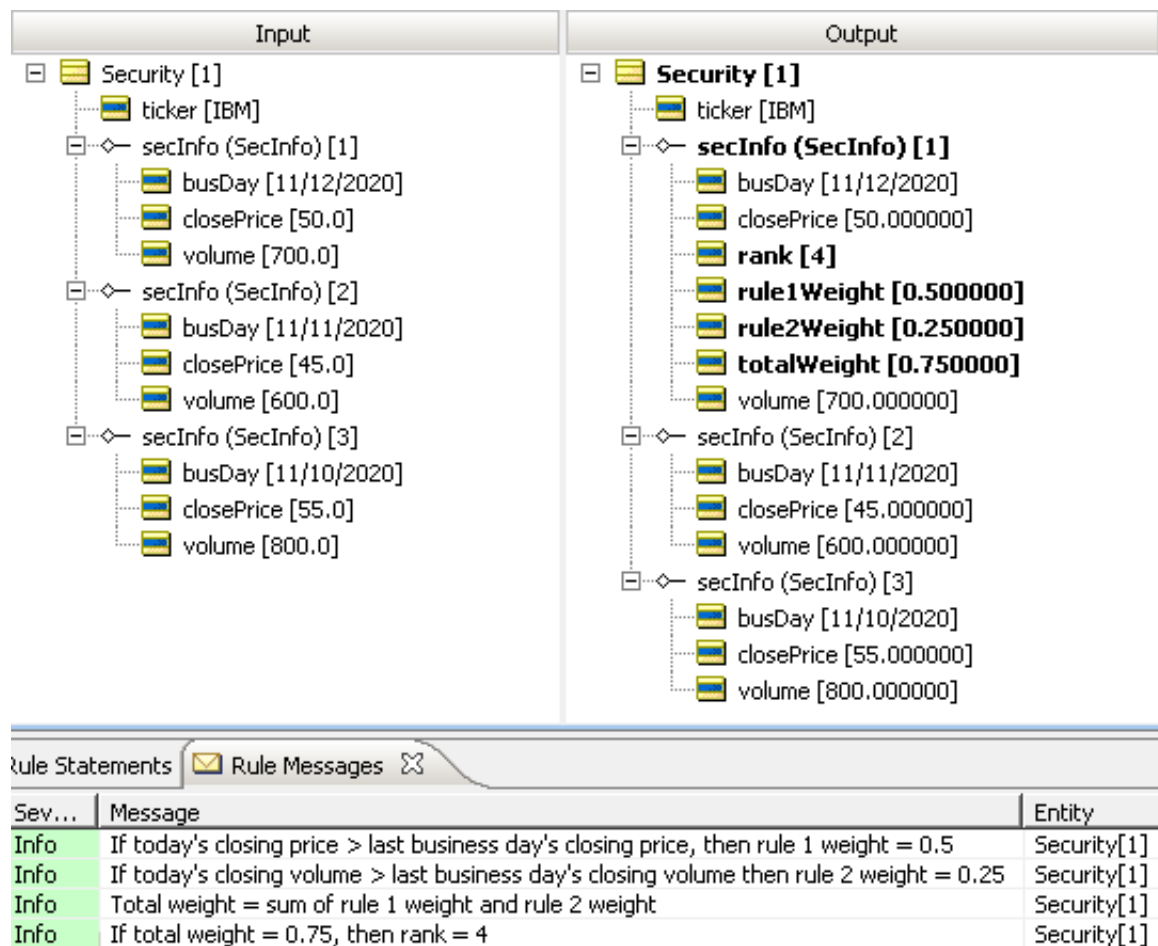 Input
Security [1]
ticker [IBM]
secInfo (SecInfo) [1]
busDay [11/12/2020]
closePrice [50.0]
volume [700.0]
secInfo (SecInfo) [2]
busDay [11/11/2020]
closePrice [45.0]
volume [600.0]
secInfo (SecInfo) [3]
busDay [11/10/2020]
closePrice [55.0]
volume [800.0]
Output
Security [1]
ticker [IBM]
secInfo (SecInfo) [1]
busDay [11/12/2020]
closePrice [50.000000]
rank [4]
rule1Weight [0.500000]
rule2Weight [0.250000]
totalWeight [0.750000]
volume [700.000000]
secInfo (SecInfo) [2]
busDay [11/11/2020]
closePrice [45.000000]
volume [600.000000]
secInfo (SecInfo) [3]
busDay [11/10/2020]
closePrice [55.000000]
volume [800.000000]
Rule Statements Rule Messages
Sev... Message Entity
Info If today's closing price > last business day's closing price, then rule 1 weight = 0.5 Security[1]
Info If today's closing volume > last business day's closing volume then rule 2 weight = 0.25 Security[1]
Info Total weight = sum of rule 1 weight and rule 2 weight Security[1]
Info If total weight = 0.75, then rank = 4 Security[1]